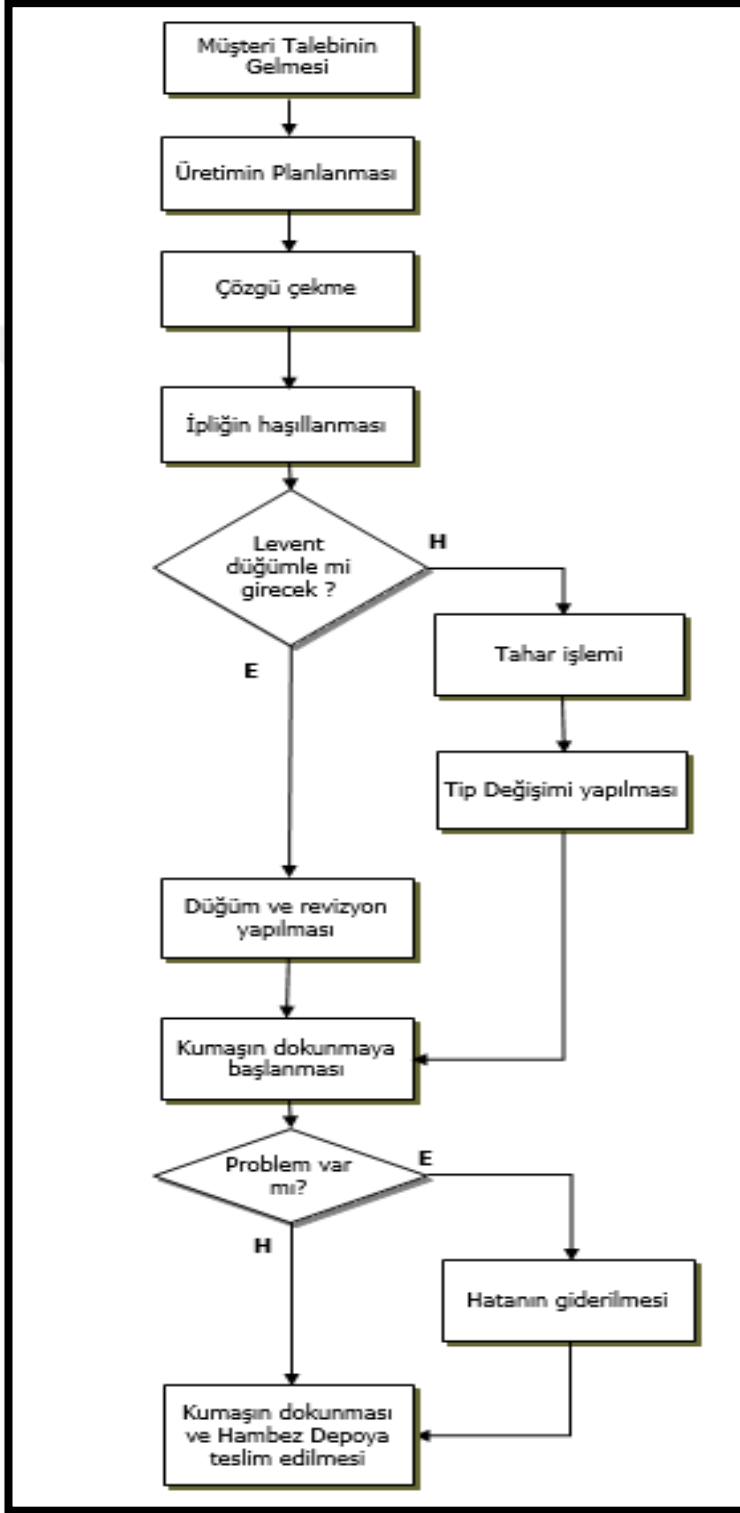 Müşteri Talebinin
Gelmesi
Üretimin Planlanması
Çözgü çekme
İpliğin haşıllanması
Levent
düğümle mi
girecek ?
H
E
Tahar işlemi
Tip Değişimi yapılması
Düğüm ve revizyon
yapılması
Kumaşın dokunmaya
başlanması
Problem var
mı?
E
H
Hatanın giderilmesi
Kumaşın dokunması
ve Hambez Depoya
teslim edilmesi